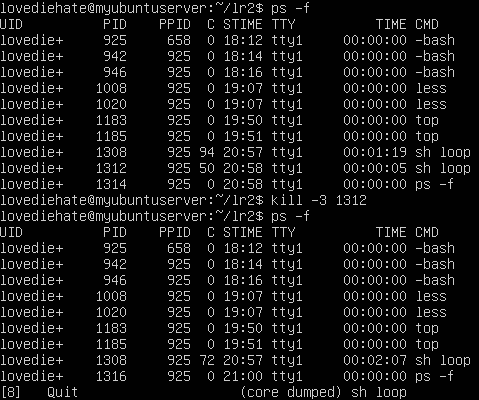 lovediehate@myubuntuserver:~/lr2$ ps -f
UID PID PPID C STIME TTY TIME CMD
lovedie+ 925 658 0 18:12 tty1 00:00:00 -bash
lovedie+ 942 925 0 18:14 tty1 00:00:00 -bash
lovedie+ 946 925 0 18:16 tty1 00:00:00 -bash
lovedie+ 1008 925 0 19:07 tty1 00:00:00 less
lovedie+ 1020 925 0 19:07 tty1 00:00:00 less
lovedie+ 1183 925 0 19:50 tty1 00:00:00 top
lovedie+ 1185 925 0 19:51 tty1 00:00:00 top
lovedie+ 1308 925 94 20:57 tty1 00:01:19 sh loop
lovedie+ 1312 925 50 20:58 tty1 00:00:05 sh loop
lovedie+ 1314 925 0 20:58 tty1 00:00:00 ps -f
lovediehate@myubuntuserver:~/lr2$ kill -3 1312
lovediehate@myubuntuserver:~/lr2$ ps -f
UID PID PPID C STIME TTY TIME CMD
lovedie+ 925 658 0 18:12 tty1 00:00:00 -bash
lovedie+ 942 925 0 18:14 tty1 00:00:00 -bash
lovedie+ 946 925 0 18:16 tty1 00:00:00 -bash
lovedie+ 1008 925 0 19:07 tty1 00:00:00 less
lovedie+ 1020 925 0 19:07 tty1 00:00:00 less
lovedie+ 1183 925 0 19:50 tty1 00:00:00 top
lovedie+ 1185 925 0 19:51 tty1 00:00:00 top
lovedie+ 1308 925 72 20:57 tty1 00:02:07 sh loop
lovedie+ 1316 925 0 21:00 tty1 00:00:00 ps -f
[8] Quit (core dumped) sh loop